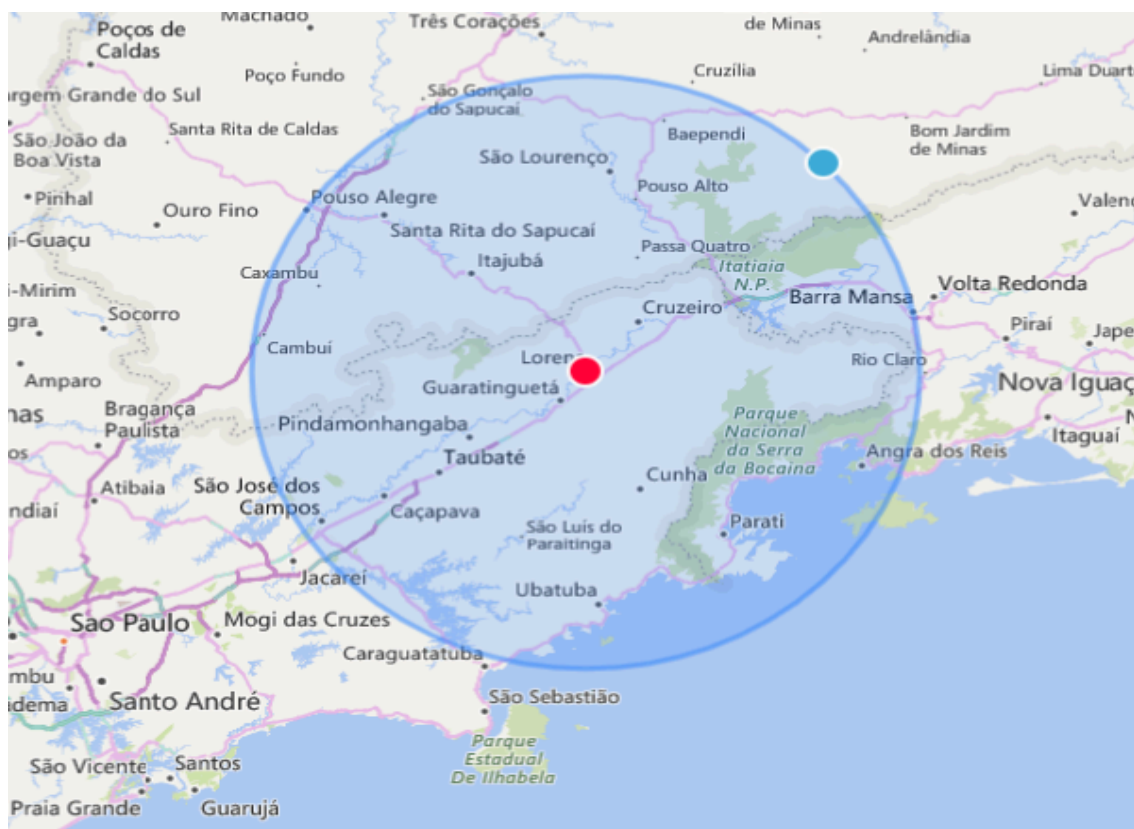 Machado
Três Corações
de Minas
Andrelândia
Poços de
Caldas
Poço Fundo
Cruzília
Lima Duart
argem Grande do Sul
São Gonçalo
do Sapucaí
Santa Rita de Caldas
São João da
Boa Vista
Baependi
Bom Jardim
de Minas
São Lourenço
Pinhal
Pouso Alegre
Pouso Alto
Valen
Ouro Fino
Santa Rita do Sapucaí
gi-Guaçu
Passa Quatro
Itajubá
Itatiaia
N.P.
Caxambu
i-Mirim
Volta Redonda
Barra Mansa
Socorro
Cruzeiro
gra
Piraí
Jape
Cambuí
Loren
Rio Claro
Amparo
Guaratinguetá
Nova Iguaç
nas
Bragança
Paulista
Pindamonhangaba
Parque
Nacional
da Serra
da Bocaina
Itaguaí
N
os
Taubaté
Angra dos Reis
Cunha
Atibaia
São José dos
Campos
ndiaí
Caçapava
São Luís do
Paraitinga
Parati
Jacareí
Ubatuba
Sao Paulo
Mogi das Cruzes
Caraguatatuba
mbu
adema
Santo André
São Sebastião
Parque
Estadual
De Ilhabela
São Vicente
Santos
Praia Grande
Guarujá